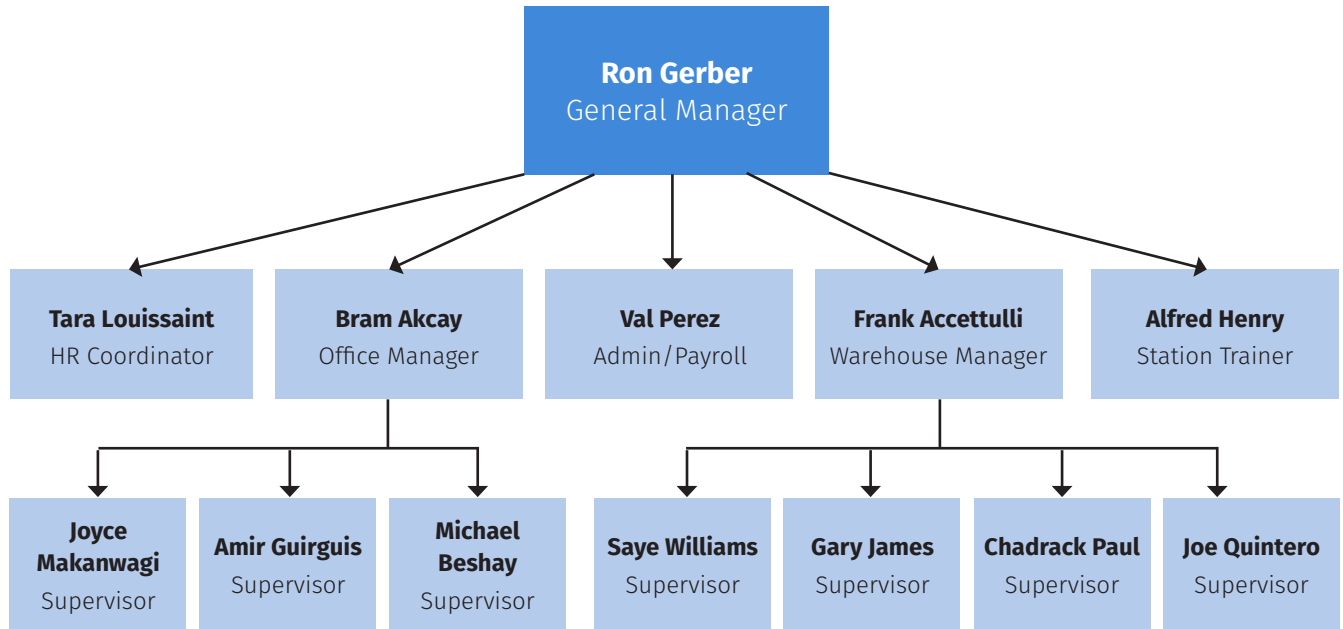 Ron Gerber
General Manager
Tara Louissaint
HR Coordinator
Bram Akcay
Office Manager
Val Perez
Admin/Payroll
Frank Accettulli
Warehouse Manager
Alfred Henry
Station Trainer
Joyce
Makanwagi
Supervisor
Amir Guirguis
Supervisor
Michael
Beshay
Supervisor
Saye Williams
Supervisor
Gary James
Supervisor
Chadrack Paul
Supervisor
Joe Quintero
Supervisor